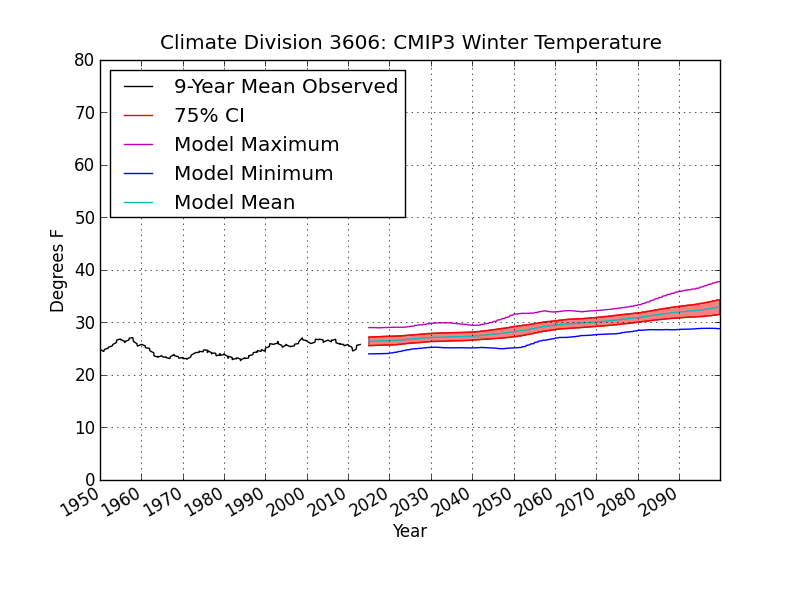 Climate Division 3606: CMIP3 Winter Temperature
80
70
60
50
40
30
20
10
0
Degrees F
9-Year Mean Observed
75% CI
Model Maximum
Model Minimum
Model Mean
1950 1960 1970 1980 1990 2000 2010 2020 2030 2040 2050 2060 2070 2080 2090
Year